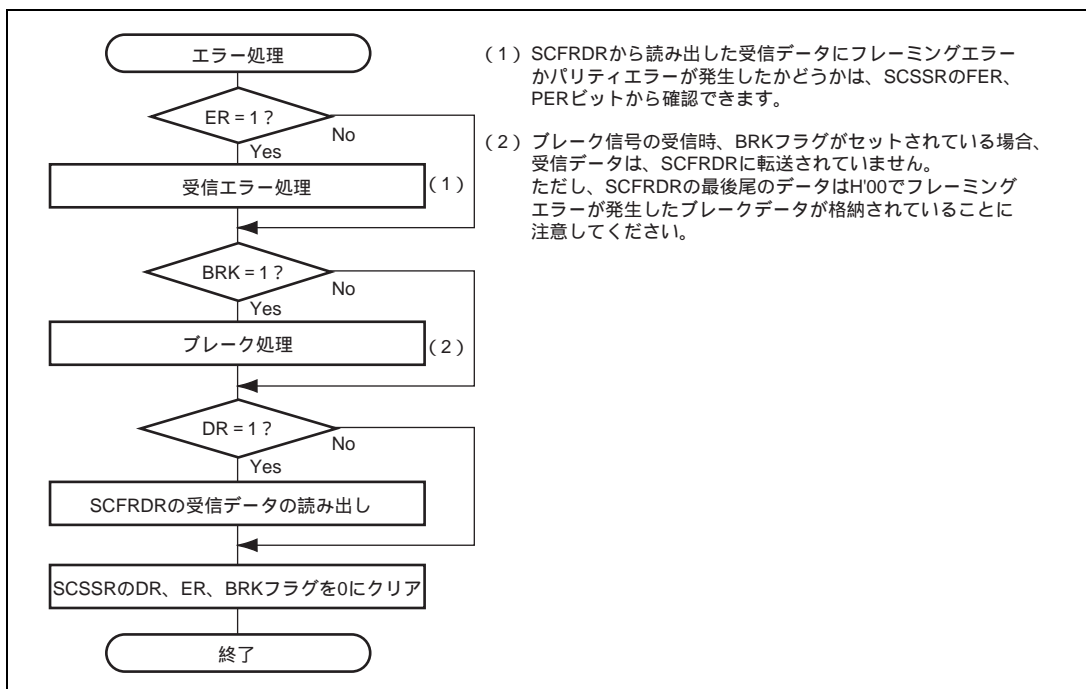 エラー処理
ER = 1 ?
No
Yes
受信エラー処理
(1)
BRK = 1 ?
No
Yes
ブレーク処理
(2)
DR = 1 ?
No
Yes
SCFRDRの受信データの読み出し
SCSSRのDR、ER、BRKフラグを0にクリア
終了
(1) SCFRDRから読み出した受信データにフレーミングエラー
かパリティエラーが発生したかどうかは、SCSSRのFER、
PERビットから確認できます。
(2) ブレーク信号の受信時、BRKフラグがセットされている場合、
受信データは、SCFRDRに転送されていません。
ただし、SCFRDRの最後尾のデータはH'00でフレーミング
エラーが発生したブレークデータが格納されていることに
注意してください。